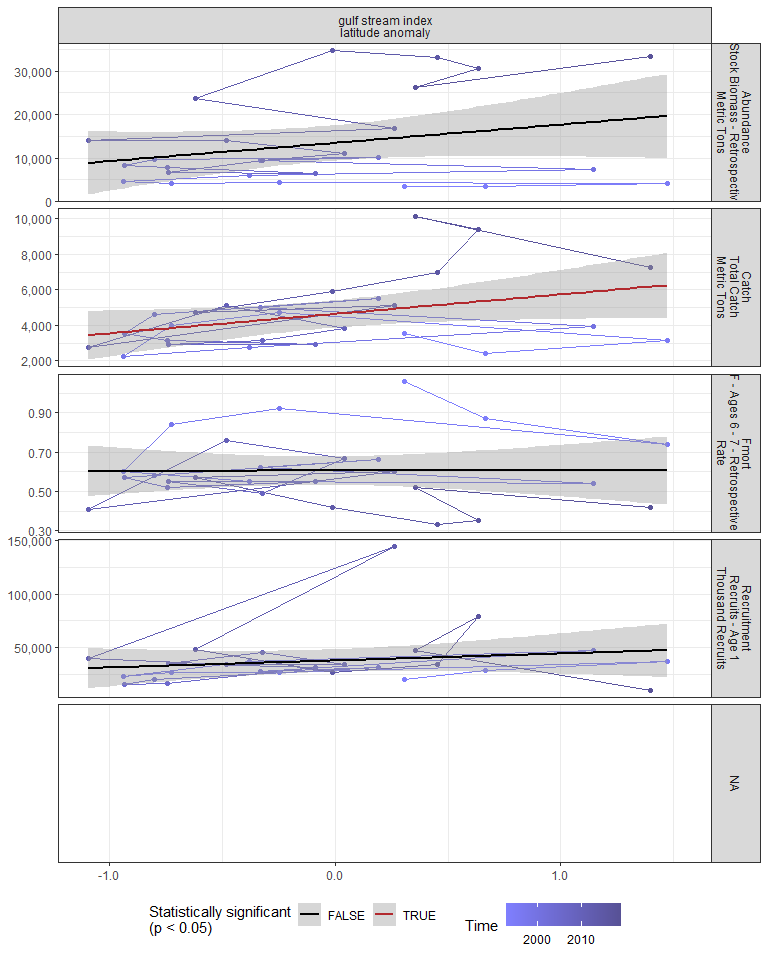 gulf stream index
latitude anomaly
30,000
20,000
10,000
0
Abundance
Stock Biomass - Retrospectiv
Metric Tons
10,000
8,000
6,000
4,000
2,000
Catch
Total Catch
Metric Tons
0.90
0.70
0.50
0.30
Fmort
F - Ages 6 - 7 - Retrospective
Rate
150,000
100,000
50,000
Recruitment
Recruits - Age 1
Thousand Recruits
NA
-1.0 0.0 1.0
Statistically significant
(p < 0.05)
FALSE TRUE
Time
2000 2010